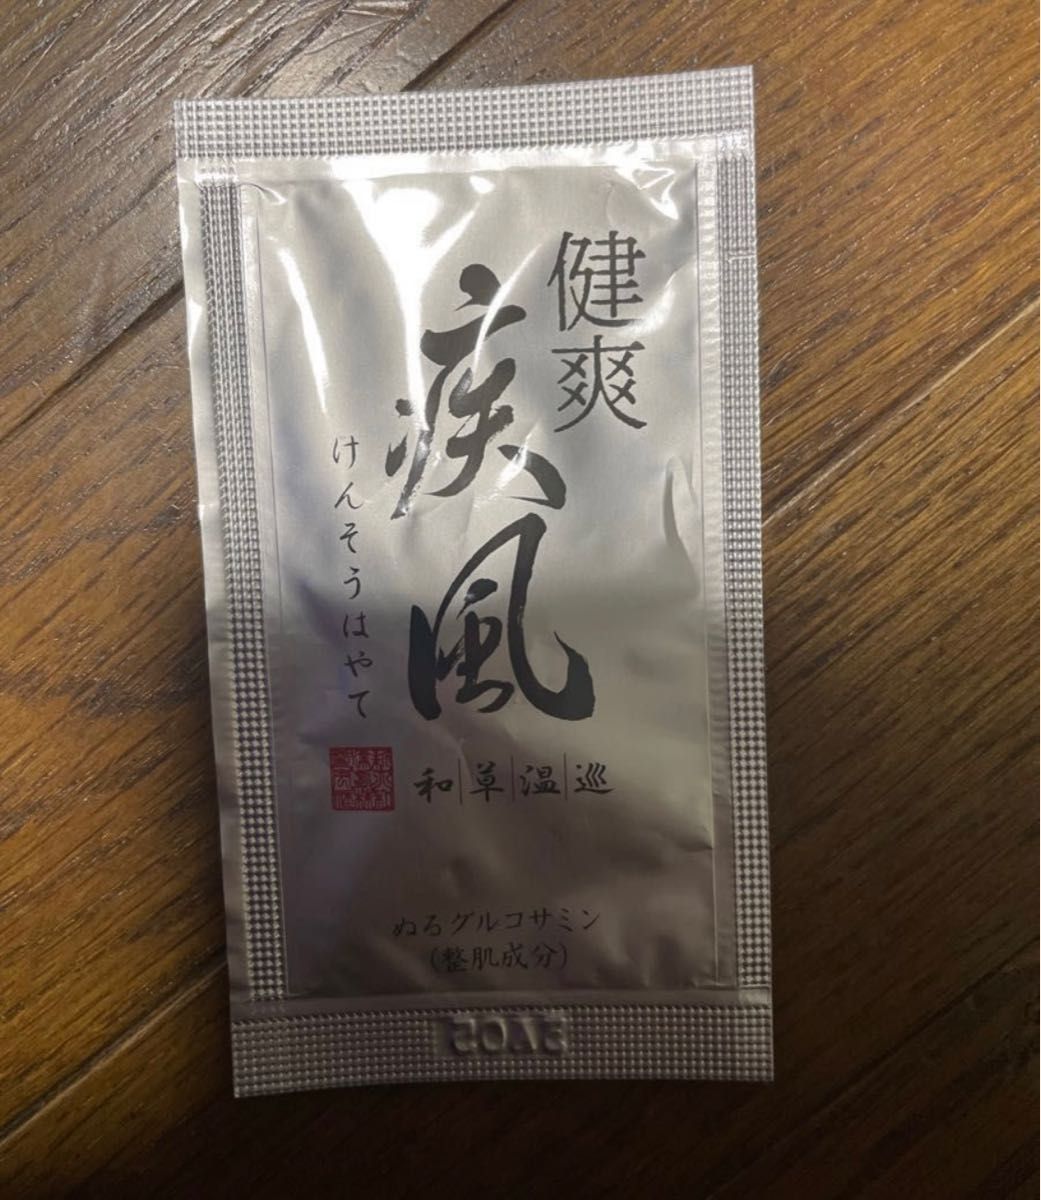 健爽
疾風
けんそうはやて
和草温巡
ぬるグルコサミン
(整肌成分)